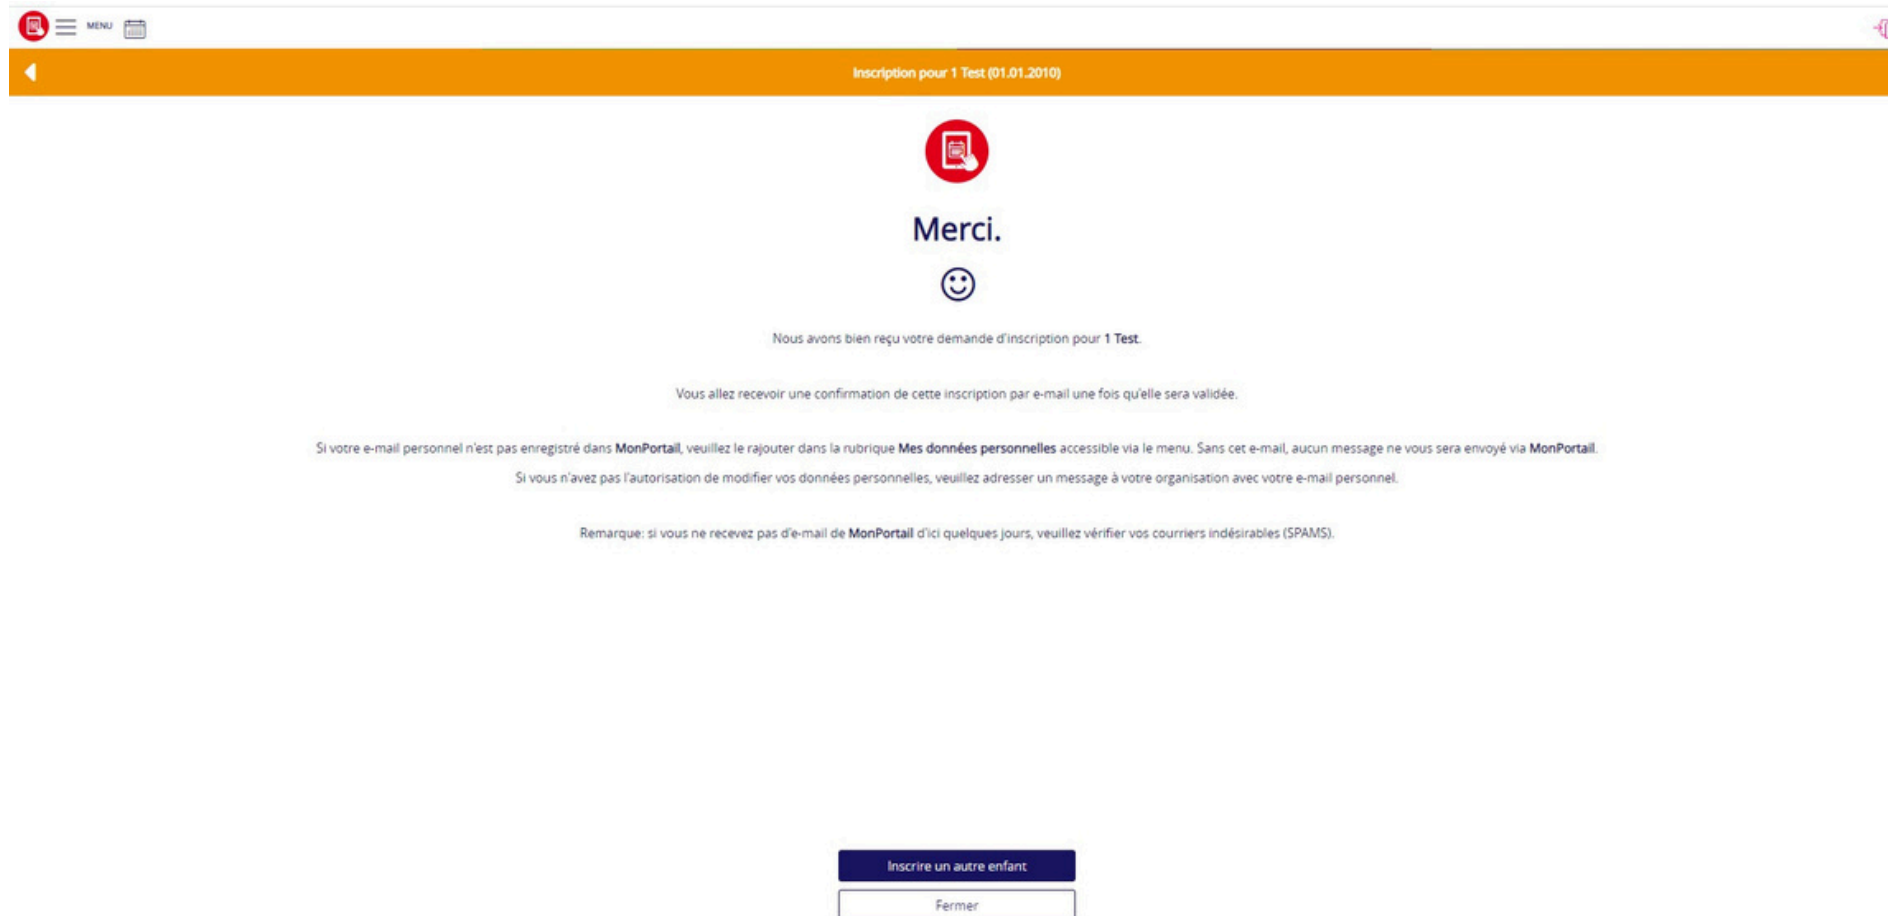 MENU
Inscription pour 1 Test (01.01.2010)
Merci.
Nous avons bien reçu votre demande d'inscription pour 1 Test.
Vous allez recevoir une confirmation de cette inscription par e-mail une fois qu'elle sera validée.
Si votre e-mail personnel n'est pas enregistré dans MonPortail, veuillez le rajouter dans la rubrique Mes données personnelles accessible via le menu. Sans cet e-mail, aucun message ne vous sera envoyé via MonPortail.
Si vous n'avez pas l'autorisation de modifier vos données personnelles, veuillez adresser un message à votre organisation avec votre e-mail personnel.
Remarque: si vous ne recevez pas d'e-mail de MonPortail d'ici quelques jours, veuillez vérifier vos courriers indésirables (SPAMS).
Inscrire un autre enfant
Fermer